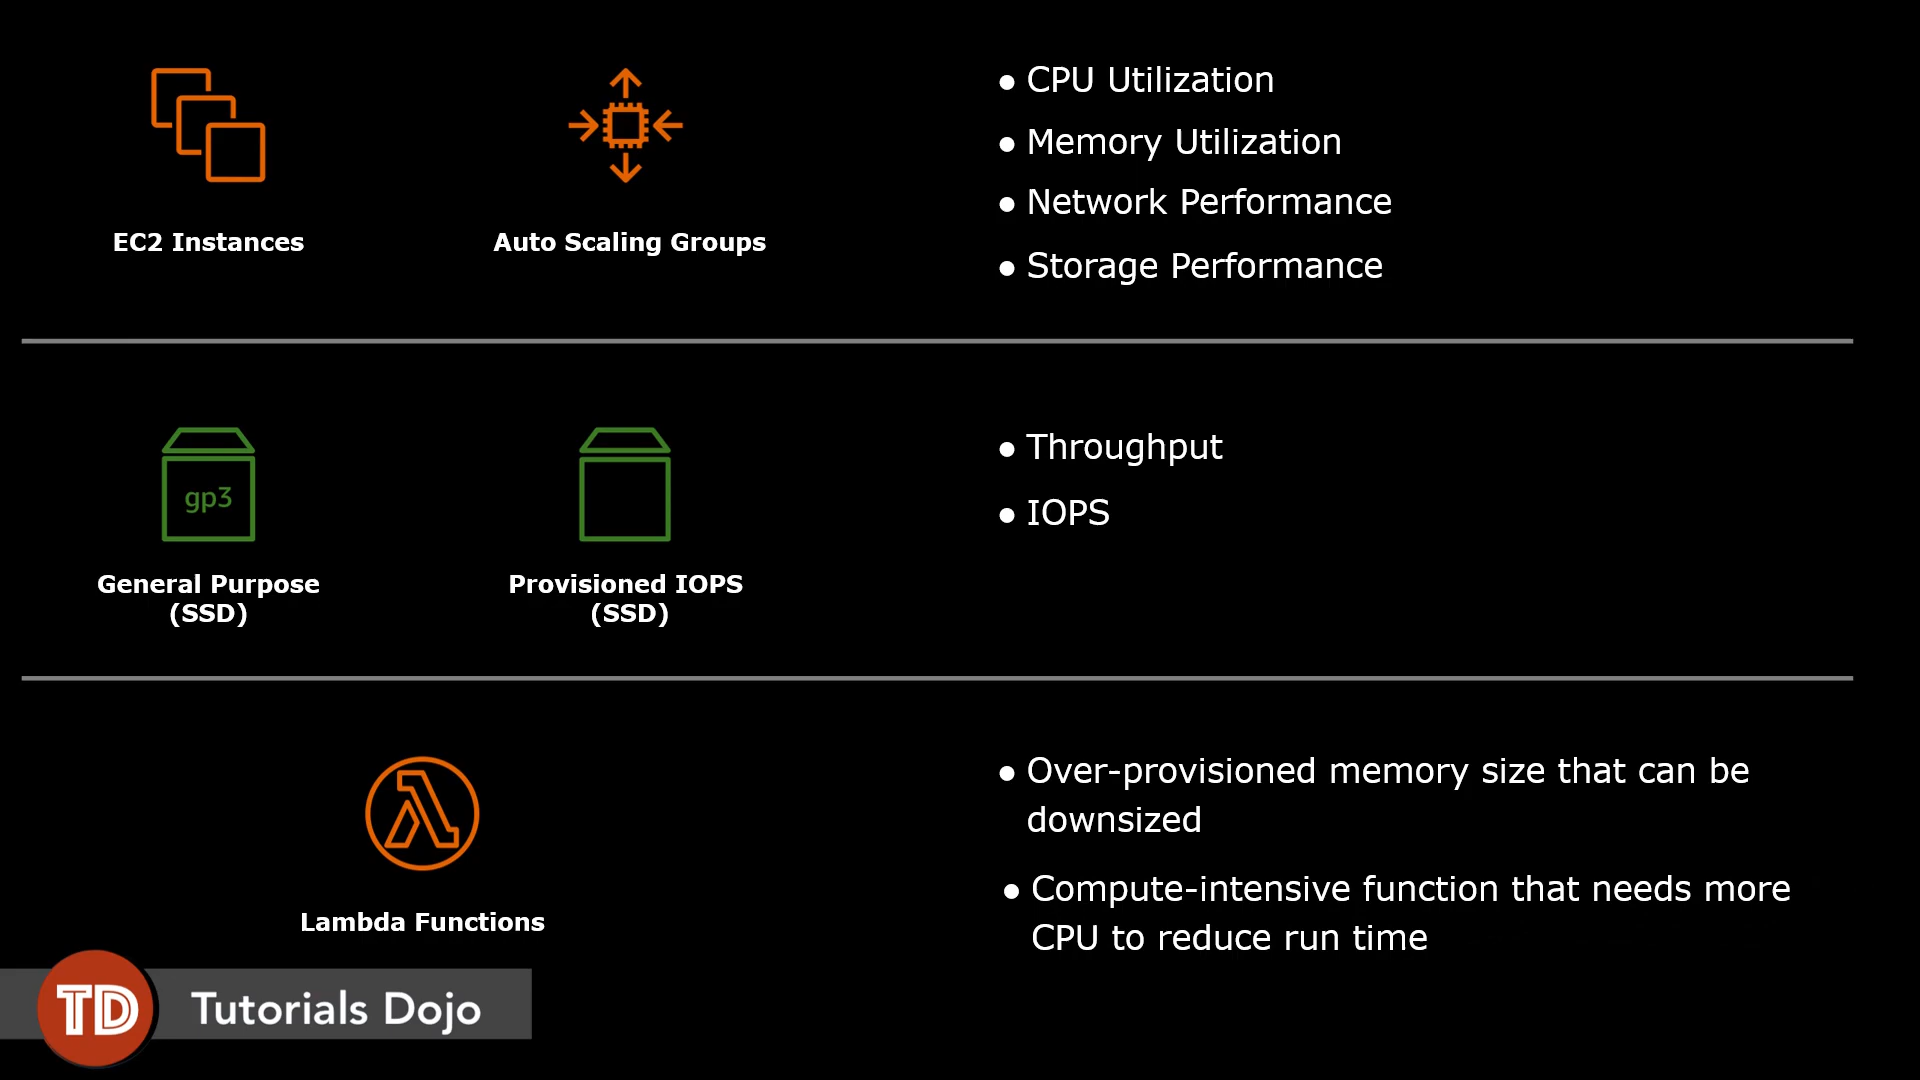 EC2 Instances
Auto Scaling Groups
● CPU Utilization
● Memory Utilization
● Network Performance
● Storage Performance
gp3
General Purpose
(SSD)
Provisioned IOPS
(SSD)
● Throughput
● IOPS
Lambda Functions
● Over-provisioned memory size that can be
downsized
● Compute-intensive function that needs more
CPU to reduce run time
TD
Tutorials Dojo